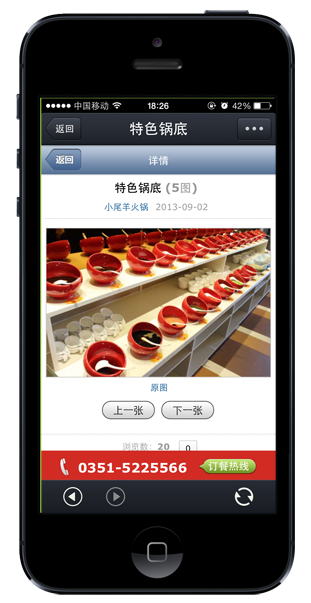 中国移动 18:26 42%
返回 特色锅底
返回 详情
特色锅底 (5图)
小尾羊火锅 2013-09-02
原图
上一张 下一张
浏览数: 20 0
0351-5225566 订餐热线